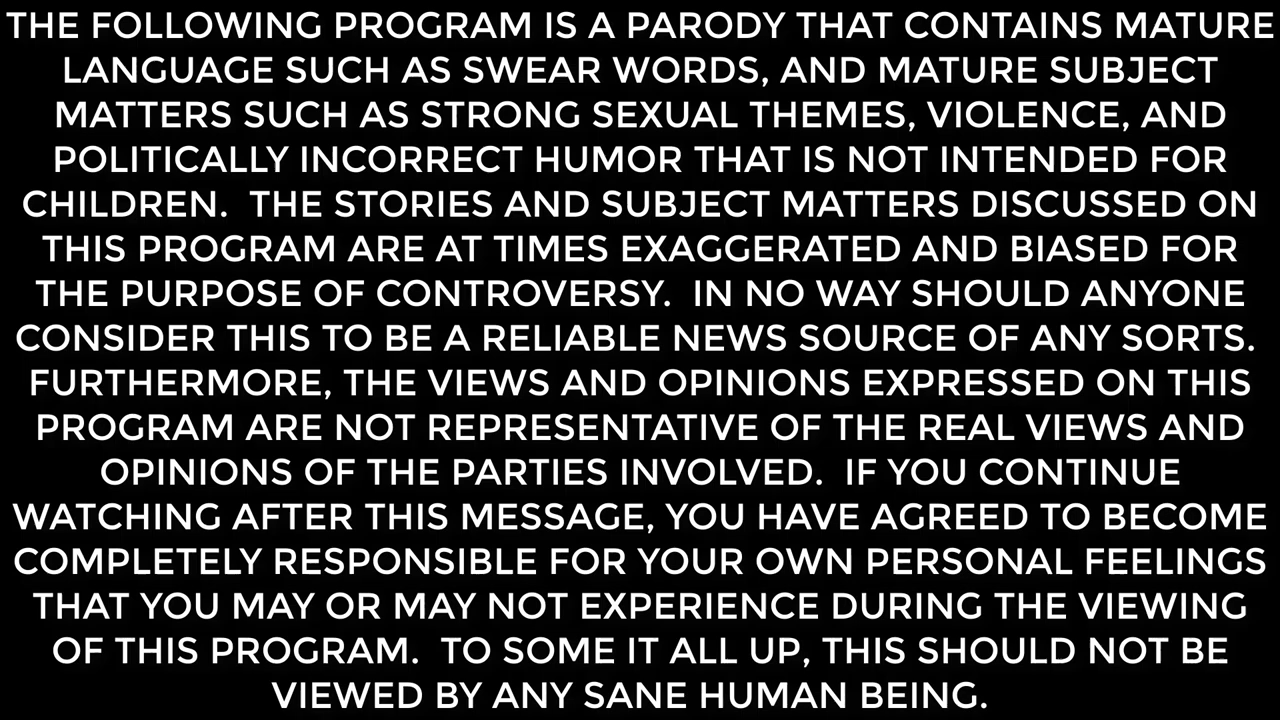 THE FOLLOWING PROGRAM IS A PARODY THAT CONTAINS MATURE
LANGUAGE SUCH AS SWEAR WORDS, AND MATURE SUBJECT
MATTERS SUCH AS STRONG SEXUAL THEMES, VIOLENCE, AND
POLITICALLY INCORRECT HUMOR THAT IS NOT INTENDED FOR
CHILDREN.  THE STORIES AND SUBJECT MATTERS DISCUSSED ON
THIS PROGRAM ARE AT TIMES EXAGGERATED AND BIASED FOR
THE PURPOSE OF CONTROVERSY.  IN NO WAY SHOULD ANYONE
CONSIDER THIS TO BE A RELIABLE NEWS SOURCE OF ANY SORTS.
FURTHERMORE, THE VIEWS AND OPINIONS EXPRESSED ON THIS
PROGRAM ARE NOT REPRESENTATIVE OF THE REAL VIEWS AND
OPINIONS OF THE PARTIES INVOLVED.  IF YOU CONTINUE
WATCHING AFTER THIS MESSAGE, YOU HAVE AGREED TO BECOME
COMPLETELY RESPONSIBLE FOR YOUR OWN PERSONAL FEELINGS
THAT YOU MAY OR MAY NOT EXPERIENCE DURING THE VIEWING
OF THIS PROGRAM.  TO SOME IT ALL UP, THIS SHOULD NOT BE
VIEWED BY ANY SANE HUMAN BEING.